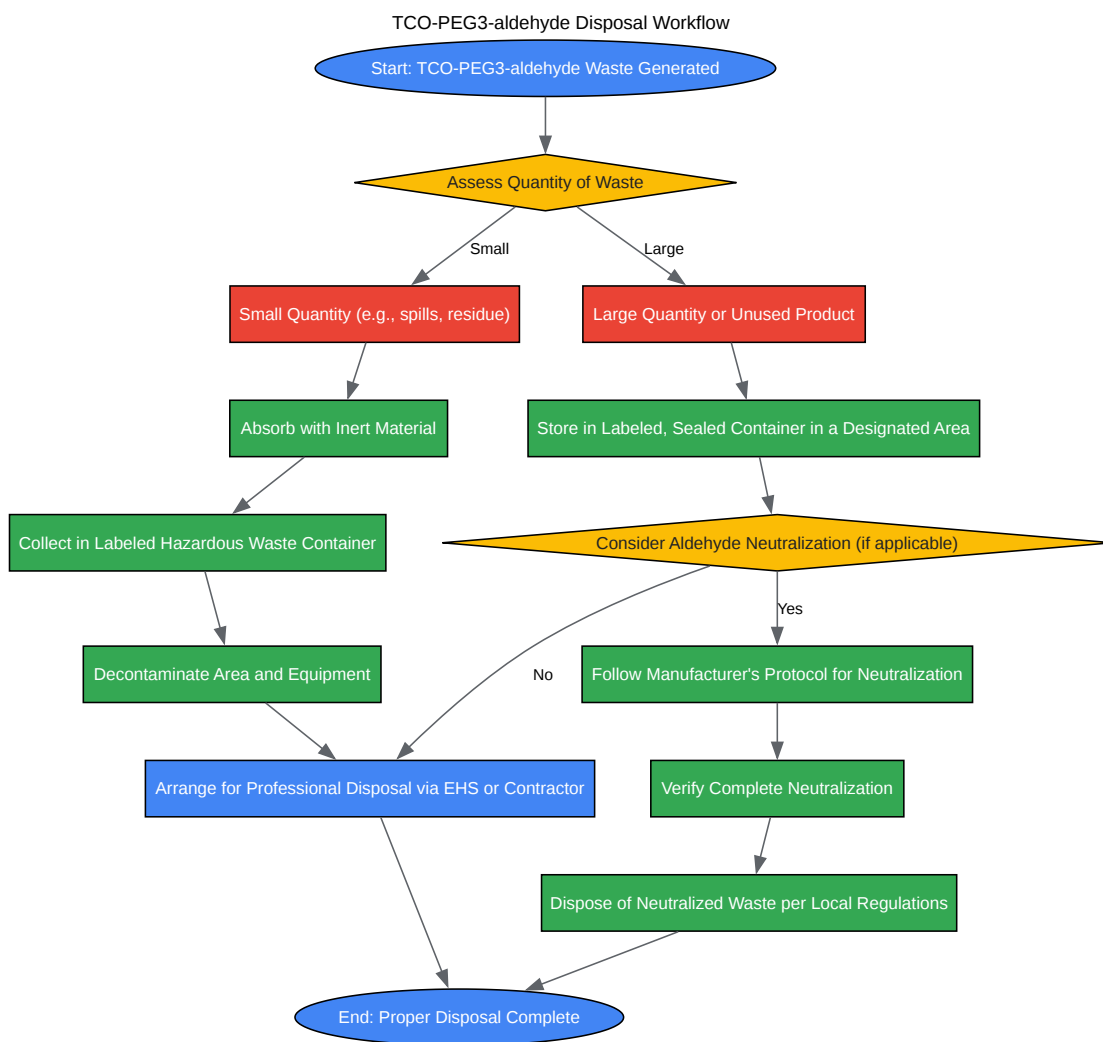 TCO-PEG3-aldehyde Disposal Workflow
Start: TCO-PEG3-aldehyde Waste Generated
Assess Quantity of Waste
Small
Large
Small Quantity (e.g., spills, residue)
Large Quantity or Unused Product
Absorb with Inert Material
Store in Labeled, Sealed Container in a Designated Area
Collect in Labeled Hazardous Waste Container
Consider Aldehyde Neutralization (if applicable)
Yes
Decontaminate Area and Equipment
No
Follow Manufacturer's Protocol for Neutralization
Arrange for Professional Disposal via EHS or Contractor
Verify Complete Neutralization
Dispose of Neutralized Waste per Local Regulations
End: Proper Disposal Complete